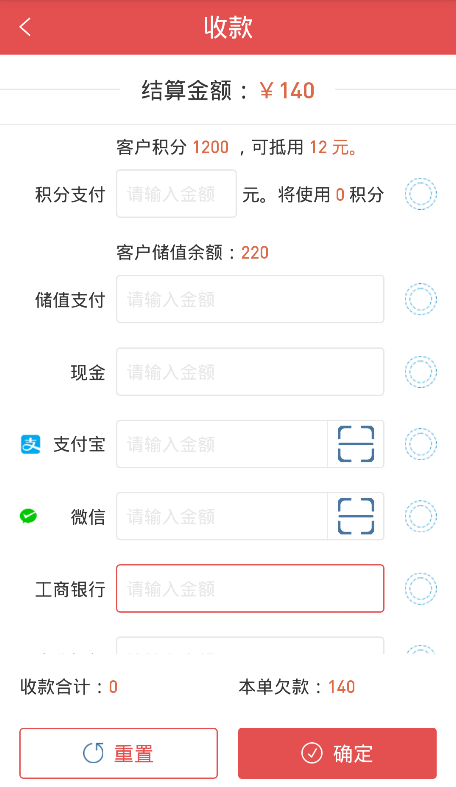 收款
结算金额：￥140
客户积分 1200 ，可抵用 12 元。
积分支付 请输入金额 元。将使用 0 积分
客户储值余额：220
储值支付 请输入金额
现金 请输入金额
支 支付宝 请输入金额
微信 请输入金额
工商银行 请输入金额
收款合计：0 本单欠款：140
重置 确定